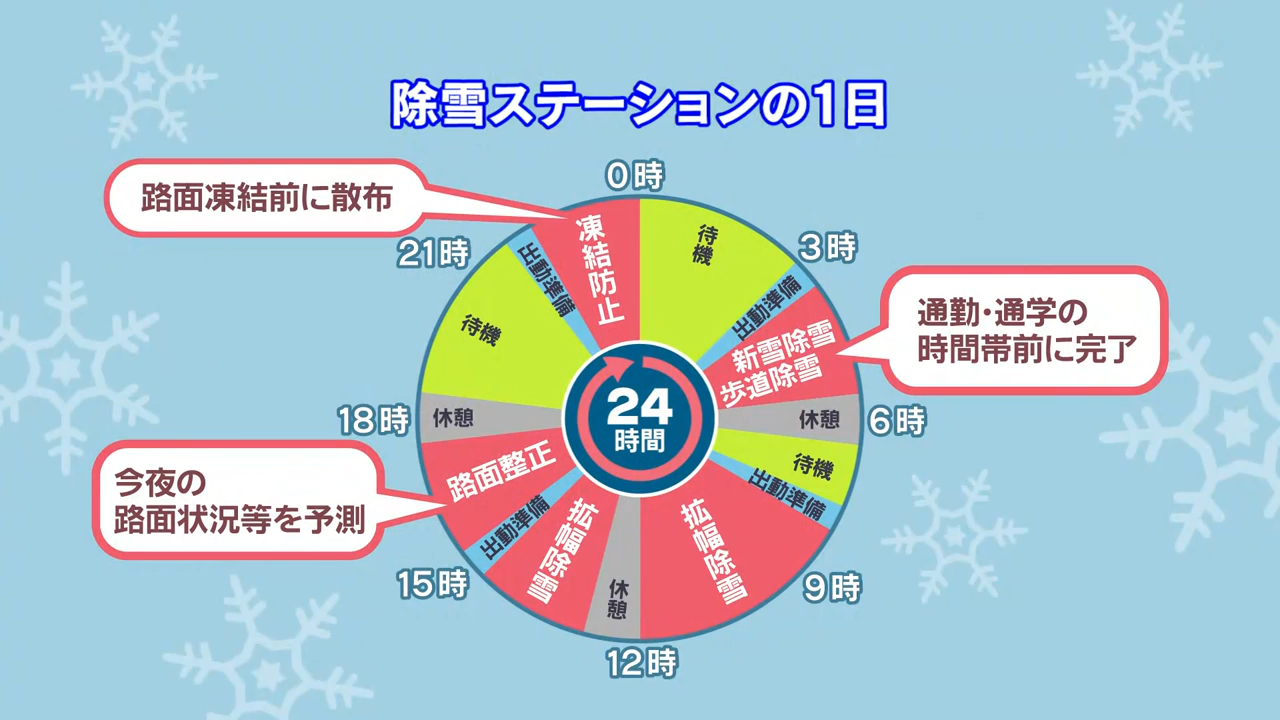 除雪ステーションの1日
0時
待機
3時
出動準備
新雪除雪
歩道除雪
通勤・通学の
時間帯前に完了
休憩
6時
待機
出動準備
拡幅除雪
9時
12時
休憩
拡幅除雪
出動準備
15時
路面整正
今夜の
路面状況等を予測
休憩
18時
待機
21時
出動準備
凍結防止
路面凍結前に散布
24
時間